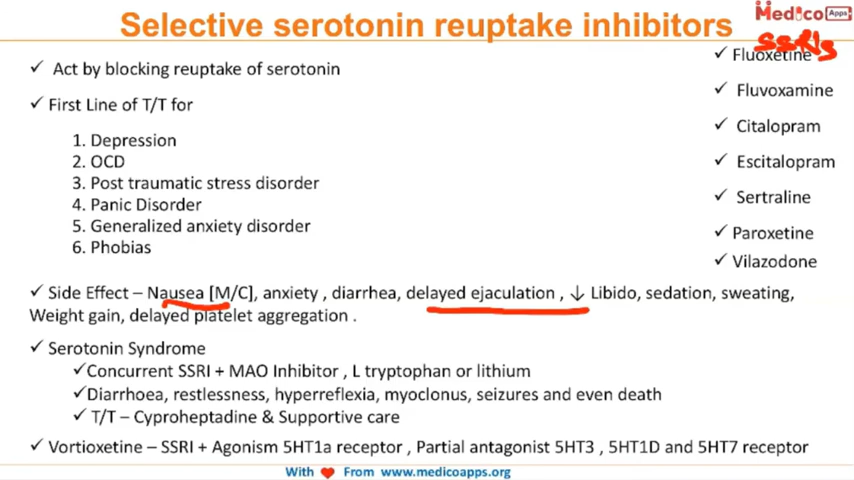 Selective serotonin reuptake inhibitors
Medico Apps
SSRIs
✓ Act by blocking reuptake of serotonin
✓ First Line of T/T for
1. Depression
2. OCD
3. Post traumatic stress disorder
4. Panic Disorder
5. Generalized anxiety disorder
6. Phobias
✓ Fluoxetine
✓ Fluvoxamine
✓ Citalopram
✓ Escitalopram
✓ Sertraline
✓ Paroxetine
✓ Vilazodone
✓ Side Effect – Nausea [M/C], anxiety , diarrhea, delayed ejaculation , ↓ Libido, sedation, sweating,
Weight gain, delayed platelet aggregation .
✓ Serotonin Syndrome
✓Concurrent SSRI + MAO Inhibitor , L tryptophan or lithium
✓Diarrhoea, restlessness, hyperreflexia, myoclonus, seizures and even death
✓ T/T – Cyproheptadine & Supportive care
✓ Vortioxetine – SSRI + Agonism 5HT1a receptor , Partial antagonist 5HT3 , 5HT1D and 5HT7 receptor
With ❤ From www.medicoapps.org